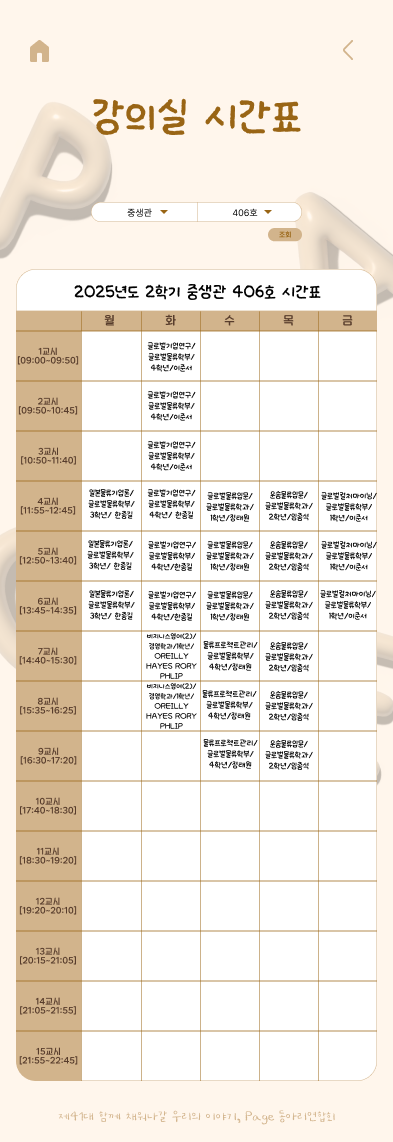 강의실 시간표
중생관 406호
조회
2025년도 2학기 중생관 406호 시간표
월 화 수 목 금
1교시
[09:00~09:50]
글로벌기업연구/
글로벌물류학부/
4학년/이준서
2교시
[09:50~10:45]
글로벌기업연구/
글로벌물류학부/
4학년/이준서
3교시
[10:50~11:40]
글로벌기업연구/
글로벌물류학부/
4학년/이준서
4교시
[11:55~12:45]
일본물류기업론/
글로벌물류학부/
3학년/ 한종길
글로벌기업연구/
글로벌물류학부/
4학년/ 한종길
글로벌물류입문/
글로벌물류학과/
1학년/정태원
운송물류입문/
글로벌물류학과/
2학년/임종석
글로벌컬처마이닝/
글로벌물류학부/
1학년/이준서
5교시
[12:50~13:40]
일본물류기업론/
글로벌물류학부/
3학년/ 한종길
글로벌기업연구/
글로벌물류학부/
4학년/한종길
글로벌물류입문/
글로벌물류학과/
1학년/정태원
운송물류입문/
글로벌물류학과/
2학년/임종석
글로벌컬처마이닝/
글로벌물류학부/
1학년/이준서
6교시
[13:45~14:35]
일본물류기업론/
글로벌물류학부/
3학년/한종길
글로벌기업연구/
글로벌물류학부/
4학년/한종길
글로벌물류입문/
글로벌물류학과/
1학년/정태원
운송물류입문/
글로벌물류학과/
2학년/임종석
글로벌컬처마이닝/
글로벌물류학부/
1학년/이준서
7교시
[14:40~15:30]
비지니스영어(2)/
경영학과/1학년/
OREILLY
HAYES RORY
PHLIP
물류프로젝트관리/
글로벌물류학부/
4학년/정태원
운송물류입문/
글로벌물류학과/
2학년/임종석
8교시
[15:35~16:25]
비지니스영어(2)/
경영학과/1학년/
OREILLY
HAYES RORY
PHLIP
물류프로젝트관리/
글로벌물류학부/
4학년/정태원
운송물류입문/
글로벌물류학과/
2학년/임종석
9교시
[16:30~17:20]
물류프로젝트관리/
글로벌물류학부/
4학년/정태원
운송물류입문/
글로벌물류학과/
2학년/임종석
10교시
[17:40~18:30]
11교시
[18:30~19:20]
12교시
[19:20~20:10]
13교시
[20:15~21:05]
14교시
[21:05~21:55]
15교시
[21:55~22:45]
제41대 함께 채워나갈 우리의 이야기, Page 동아리연합회